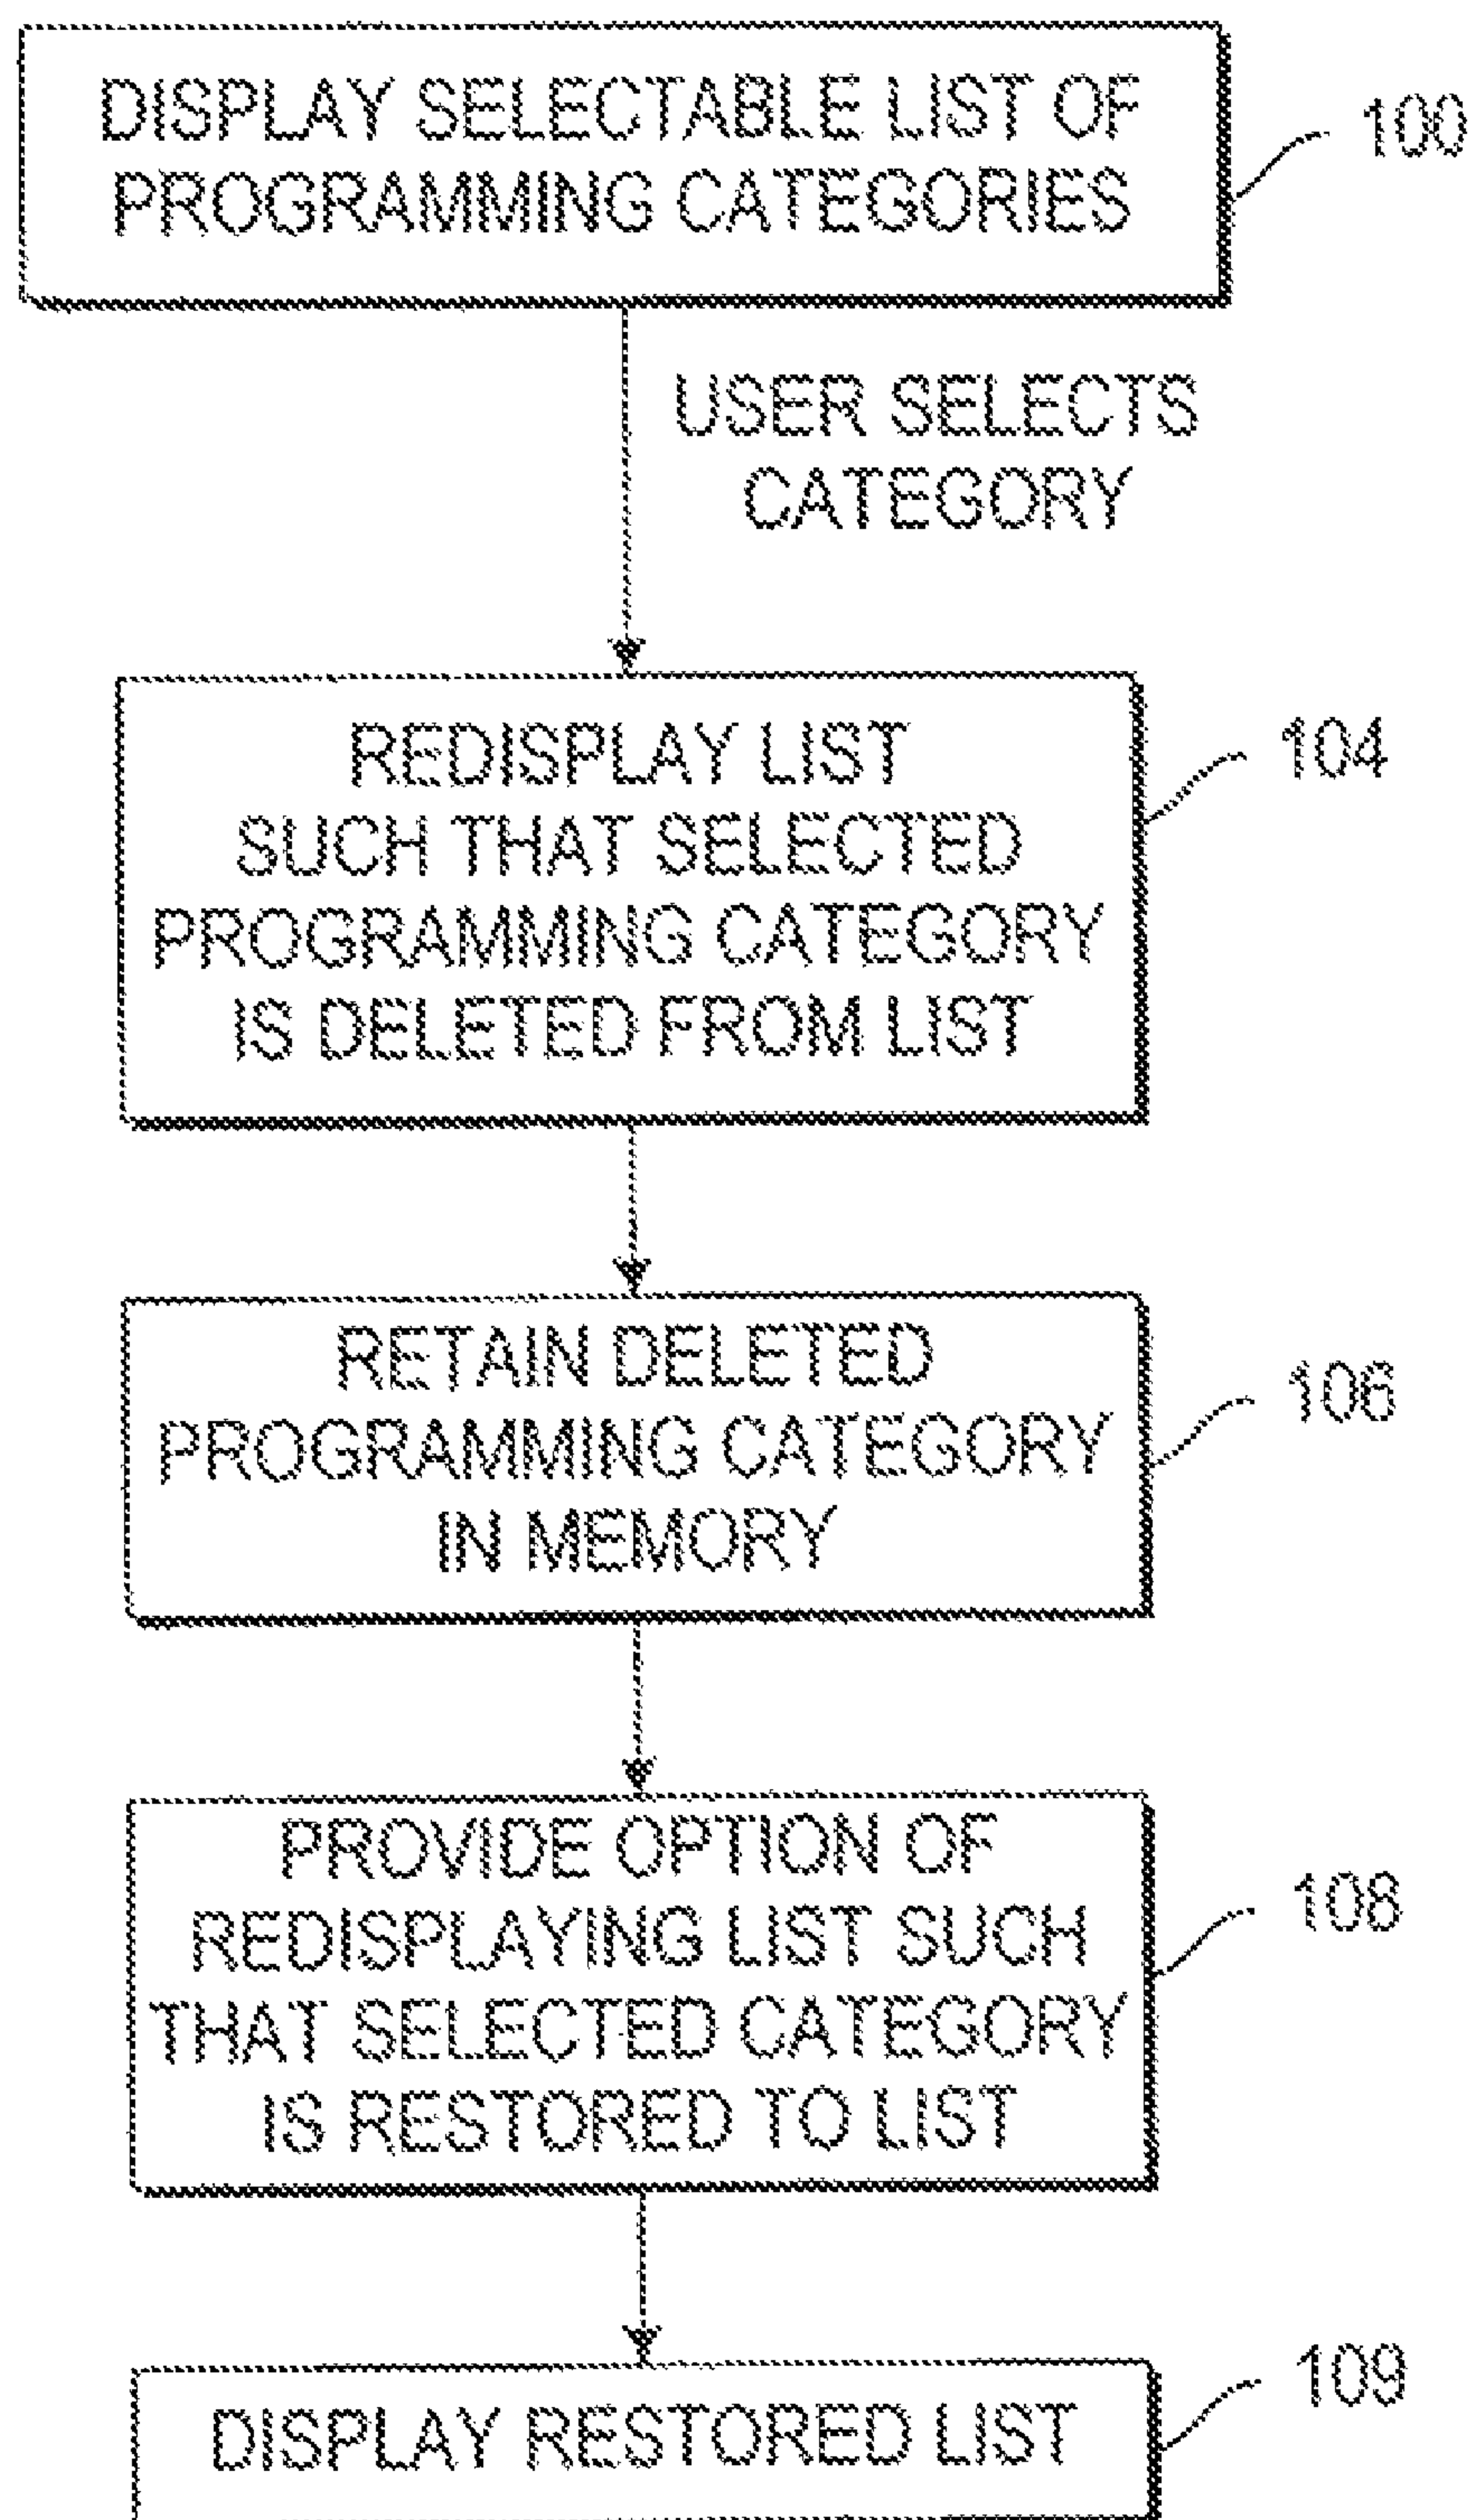 DISPLAY SELECTABLE LIST OF
PROGRAMMING CATEGORIES
100
USER SELECTS
CATEGORY
REDISPLAY LIST
SUCH THAT SELECTED
PROGRAMMING CATEGORY
IS DELETED FROM LIST
104
RETAIN DELETED
PROGRAMMING CATEGORY
IN MEMORY
106
PROVIDE OPTION OF
REDISPLAYING LIST SUCH
THAT SELECTED CATEGORY
IS RESTORED TO LIST
108
DISPLAY RESTORED LIST
109